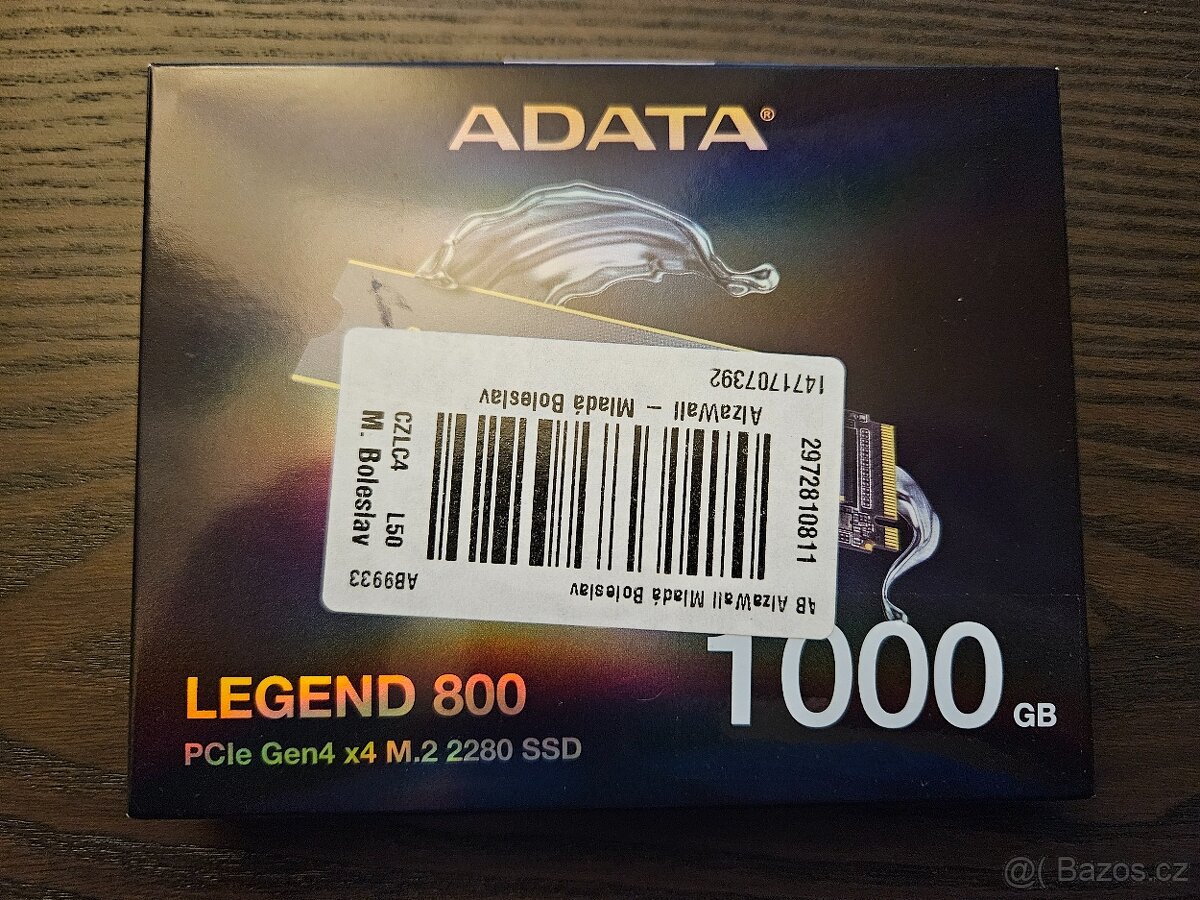 ADATA®
1471707392
AlzaWall – Mladá Boleslav
2972810811
CZLC4 L50
M. Boleslav
AB9933
AB AlzaWall Mladá Boleslav
1000 GB
LEGEND 800
PCIe Gen4 x4 M.2 2280 SSD
@( Bazos.cz